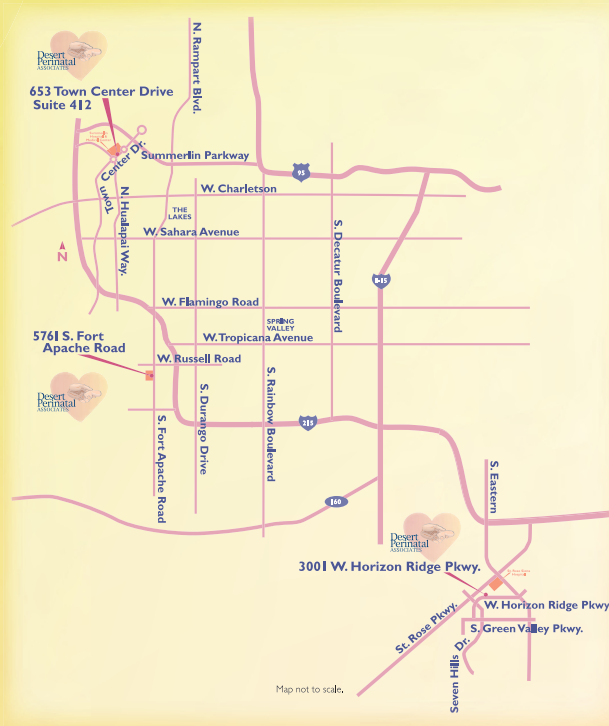 Desert
Perinatal
ASSOCIATES
653 Town Center Drive
Suite 412
N. Rampart Blvd.
Town Center Dr.
Summerlin Parkway
95
W. Charletson
N. Hualapai Way.
THE
LAKES
W. Sahara Avenue
N
S. Decatur Boulevard
I-15
W. Flamingo Road
SPRING
VALLEY
W. Tropicana Avenue
5761 S. Fort
Apache Road
W. Russell Road
Desert
Perinatal
ASSOCIATES
S. Fort Apache Road
S. Durango Drive
S. Rainbow Boulevard
215
160
S. Eastern
Desert
Perinatal
ASSOCIATES
3001 W. Horizon Ridge Pkwy.
W. Horizon Ridge Pkwy
St. Rose Pkwy.
S. Green Valley Pkwy.
Seven Hills Dr.
Map not to scale.